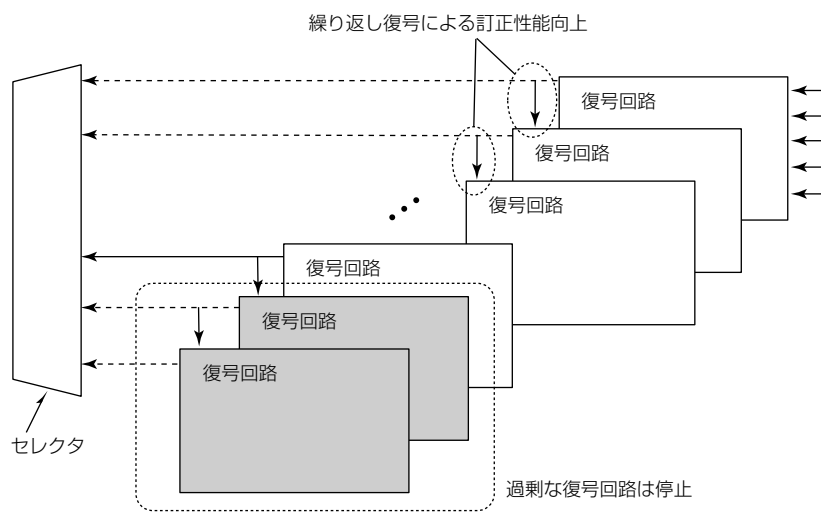 繰り返し復号による訂正性能向上
復号回路
復号回路
復号回路
復号回路
復号回路
復号回路
セレクタ
過剰な復号回路は停止